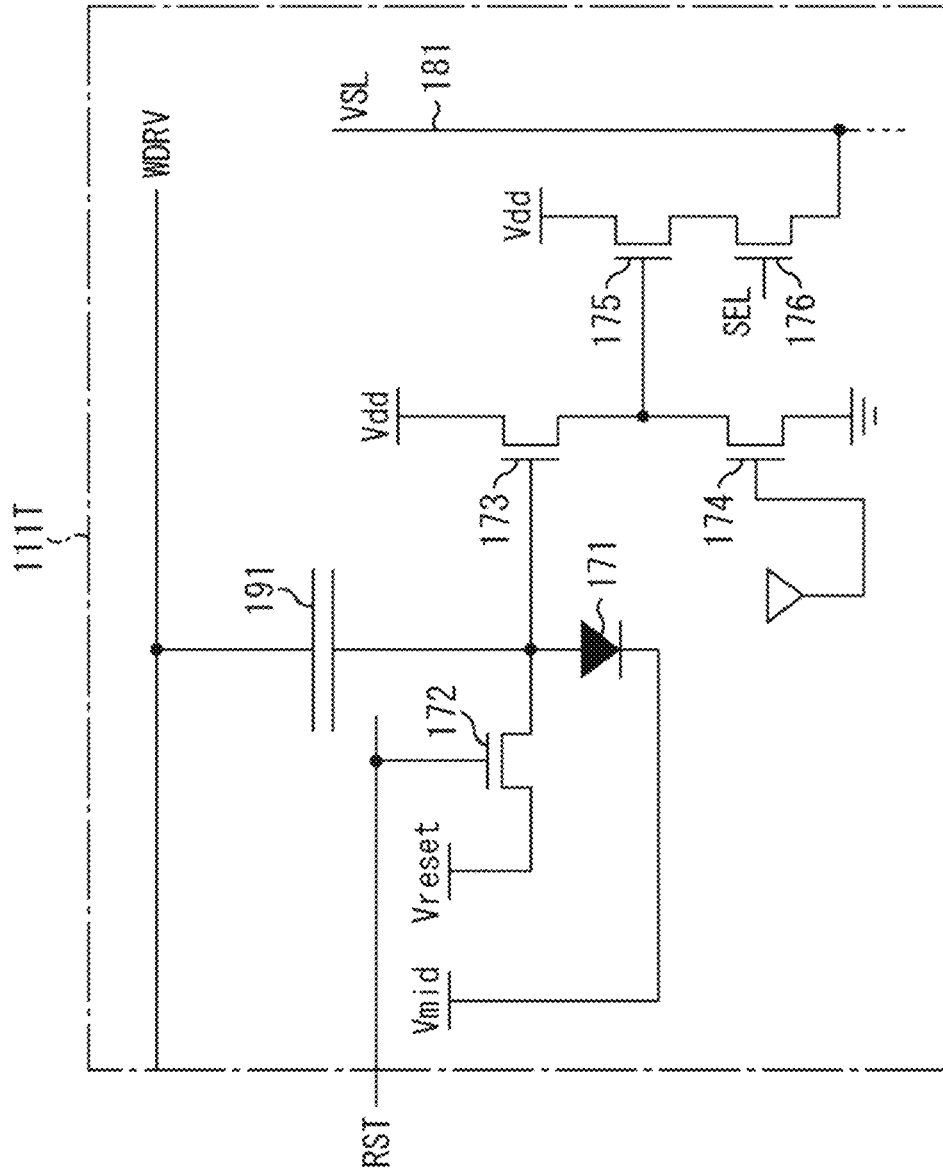 111T
WDRV
VSL
181
191
Vdd
Vdd
175
SEL
176
173
174
172
171
Vreset
Vmid
RST